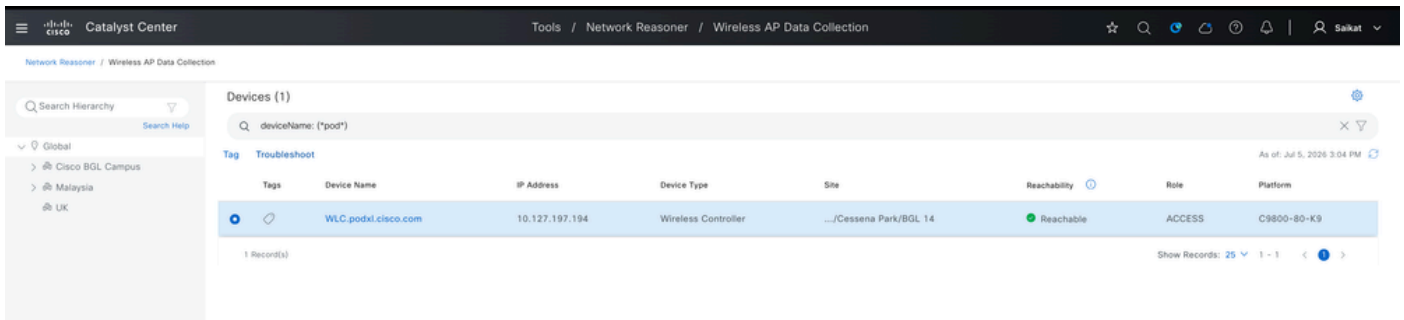 cisco Catalyst Center Tools / Network Reasoner / Wireless AP Data Collection Saikat
Network Reasoner / Wireless AP Data Collection
Search Hierarchy
Search Help
Global
Cisco BGL Campus
Malaysia
UK
Devices (1)
deviceName: (*pod*)
Tag Troubleshoot As of: Jul 5, 2026 3:04 PM
Tags Device Name IP Address Device Type Site Reachability Role Platform
WLC.podxl.cisco.com 10.127.197.194 Wireless Controller .../Cessena Park/BGL 14 Reachable ACCESS C9800-80-K9
1 Record(s) Show Records: 25 1 - 1 1